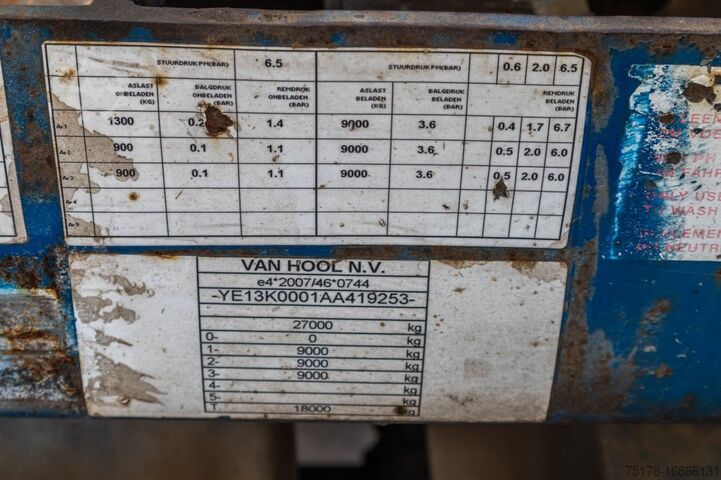 STUURDRUK PM(BAR) 6.5 STUURDRUK PM(BAR) 0.6 2.0 6.5
ASLAST ONBELADEN (KG) BALGDRUK ONBELADEN (BAR) REMDRUK ONBELADEN (BAR) ASLAST BELADEN (KG) BALGDRUK BELADEN (BAR) REMDRUK BELADEN (BAR)
1300 0.2 1.4 9000 3.6 0.4 1.7 6.7
900 0.1 1.1 9000 3.6 0.5 2.0 6.0
900 0.1 1.1 9000 3.6 0.5 2.0 6.0
VAN HOOL N.V.
e4*2007/46*0744
-YE13K0001AA419253-
27000 kg
0- 0 kg
1- 9000 kg
2- 9000 kg
3- 9000 kg
4- kg
5- kg
T 18000 kg
ONLY USE
75178-16866131